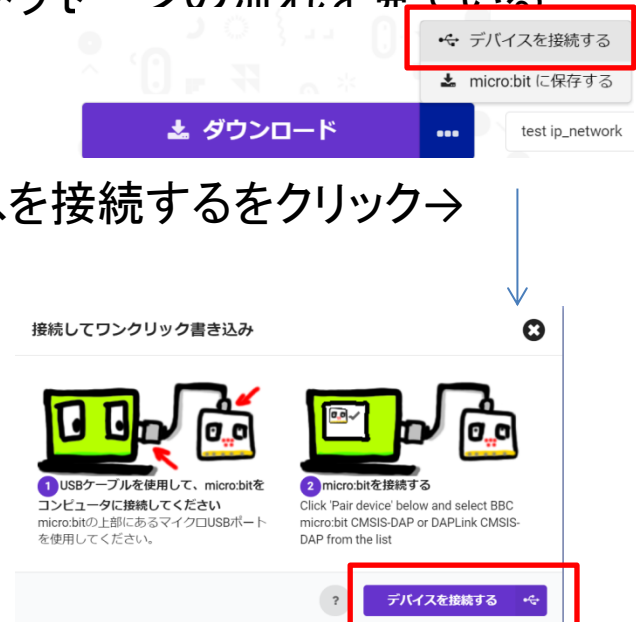 デバイスを接続する
micro:bit に保存する
ダウンロード
test ip_network
を接続するをクリック→
接続してワンクリック書き込み
1 USBケーブルを使用して、micro:bitを
コンピュータに接続してください
micro:bitの上部にあるマイクロUSBポート
を使用してください。
2 micro:bitを接続する
Click 'Pair device' below and select BBC
micro:bit CMSIS-DAP or DAPLink CMSIS-
DAP from the list
?
デバイスを接続する